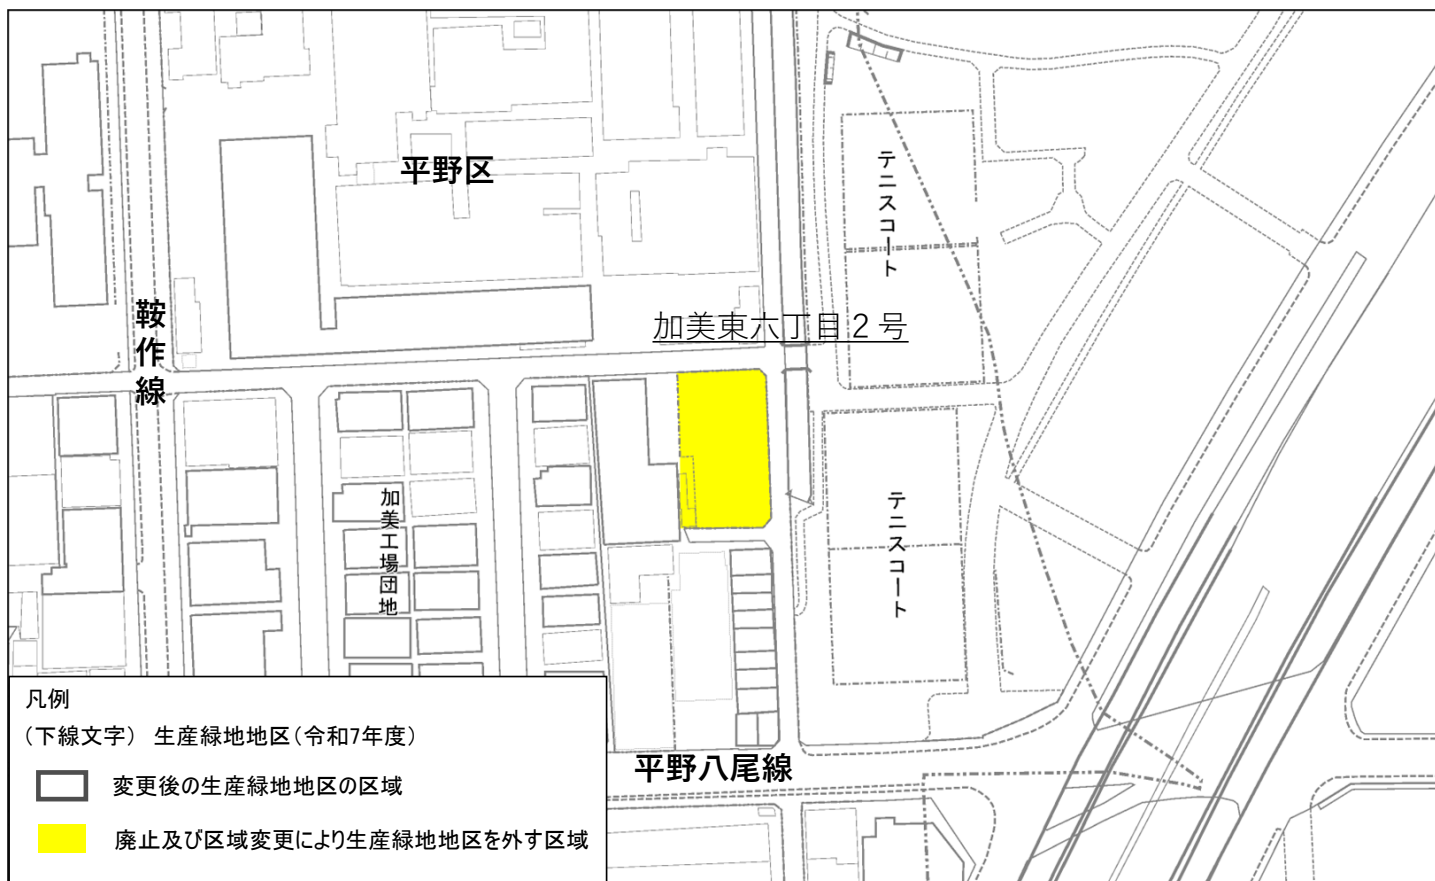 平野区
テニスコート
鞍作線
加美東六丁目２号
加美工場団地
テニスコート
平野八尾線
凡例
（下線文字） 生産緑地地区（令和7年度）
変更後の生産緑地地区の区域
廃止及び区域変更により生産緑地地区を外す区域